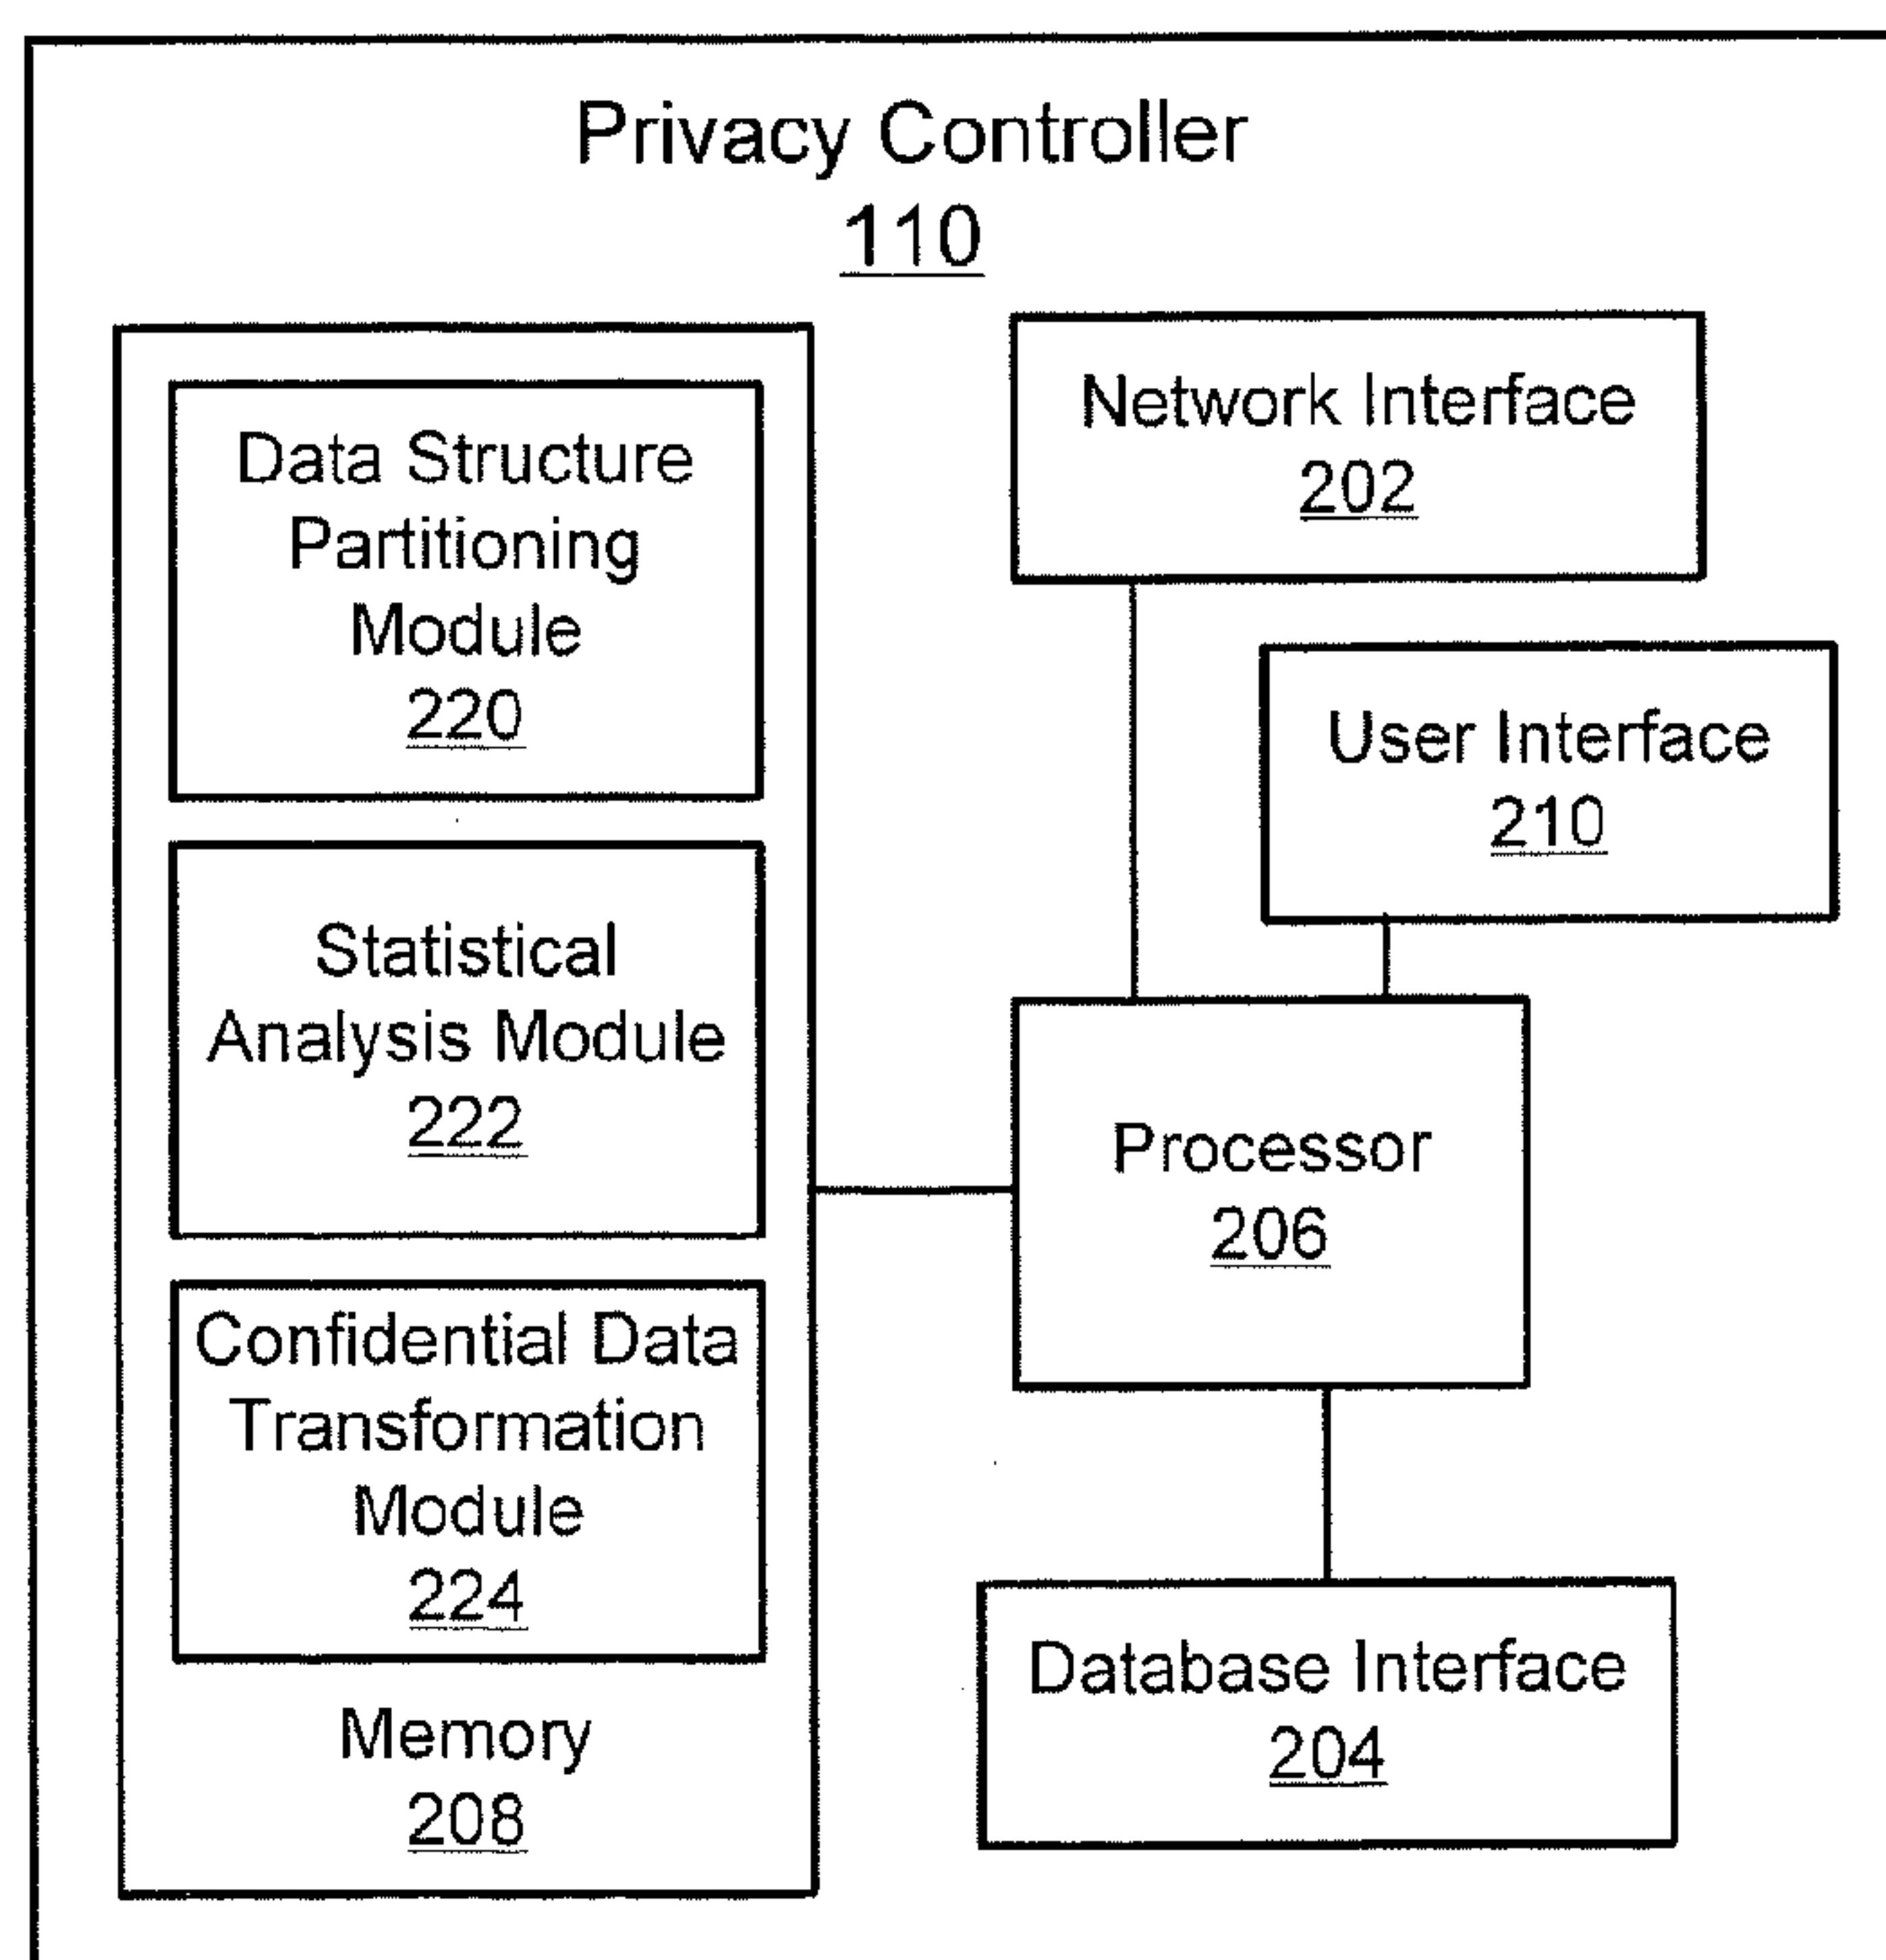 Privacy Controller
110
Data Structure
Partitioning
Module
220
Statistical
Analysis Module
222
Confidential Data
Transformation
Module
224
Memory
208
Network Interface
202
User Interface
210
Processor
206
Database Interface
204